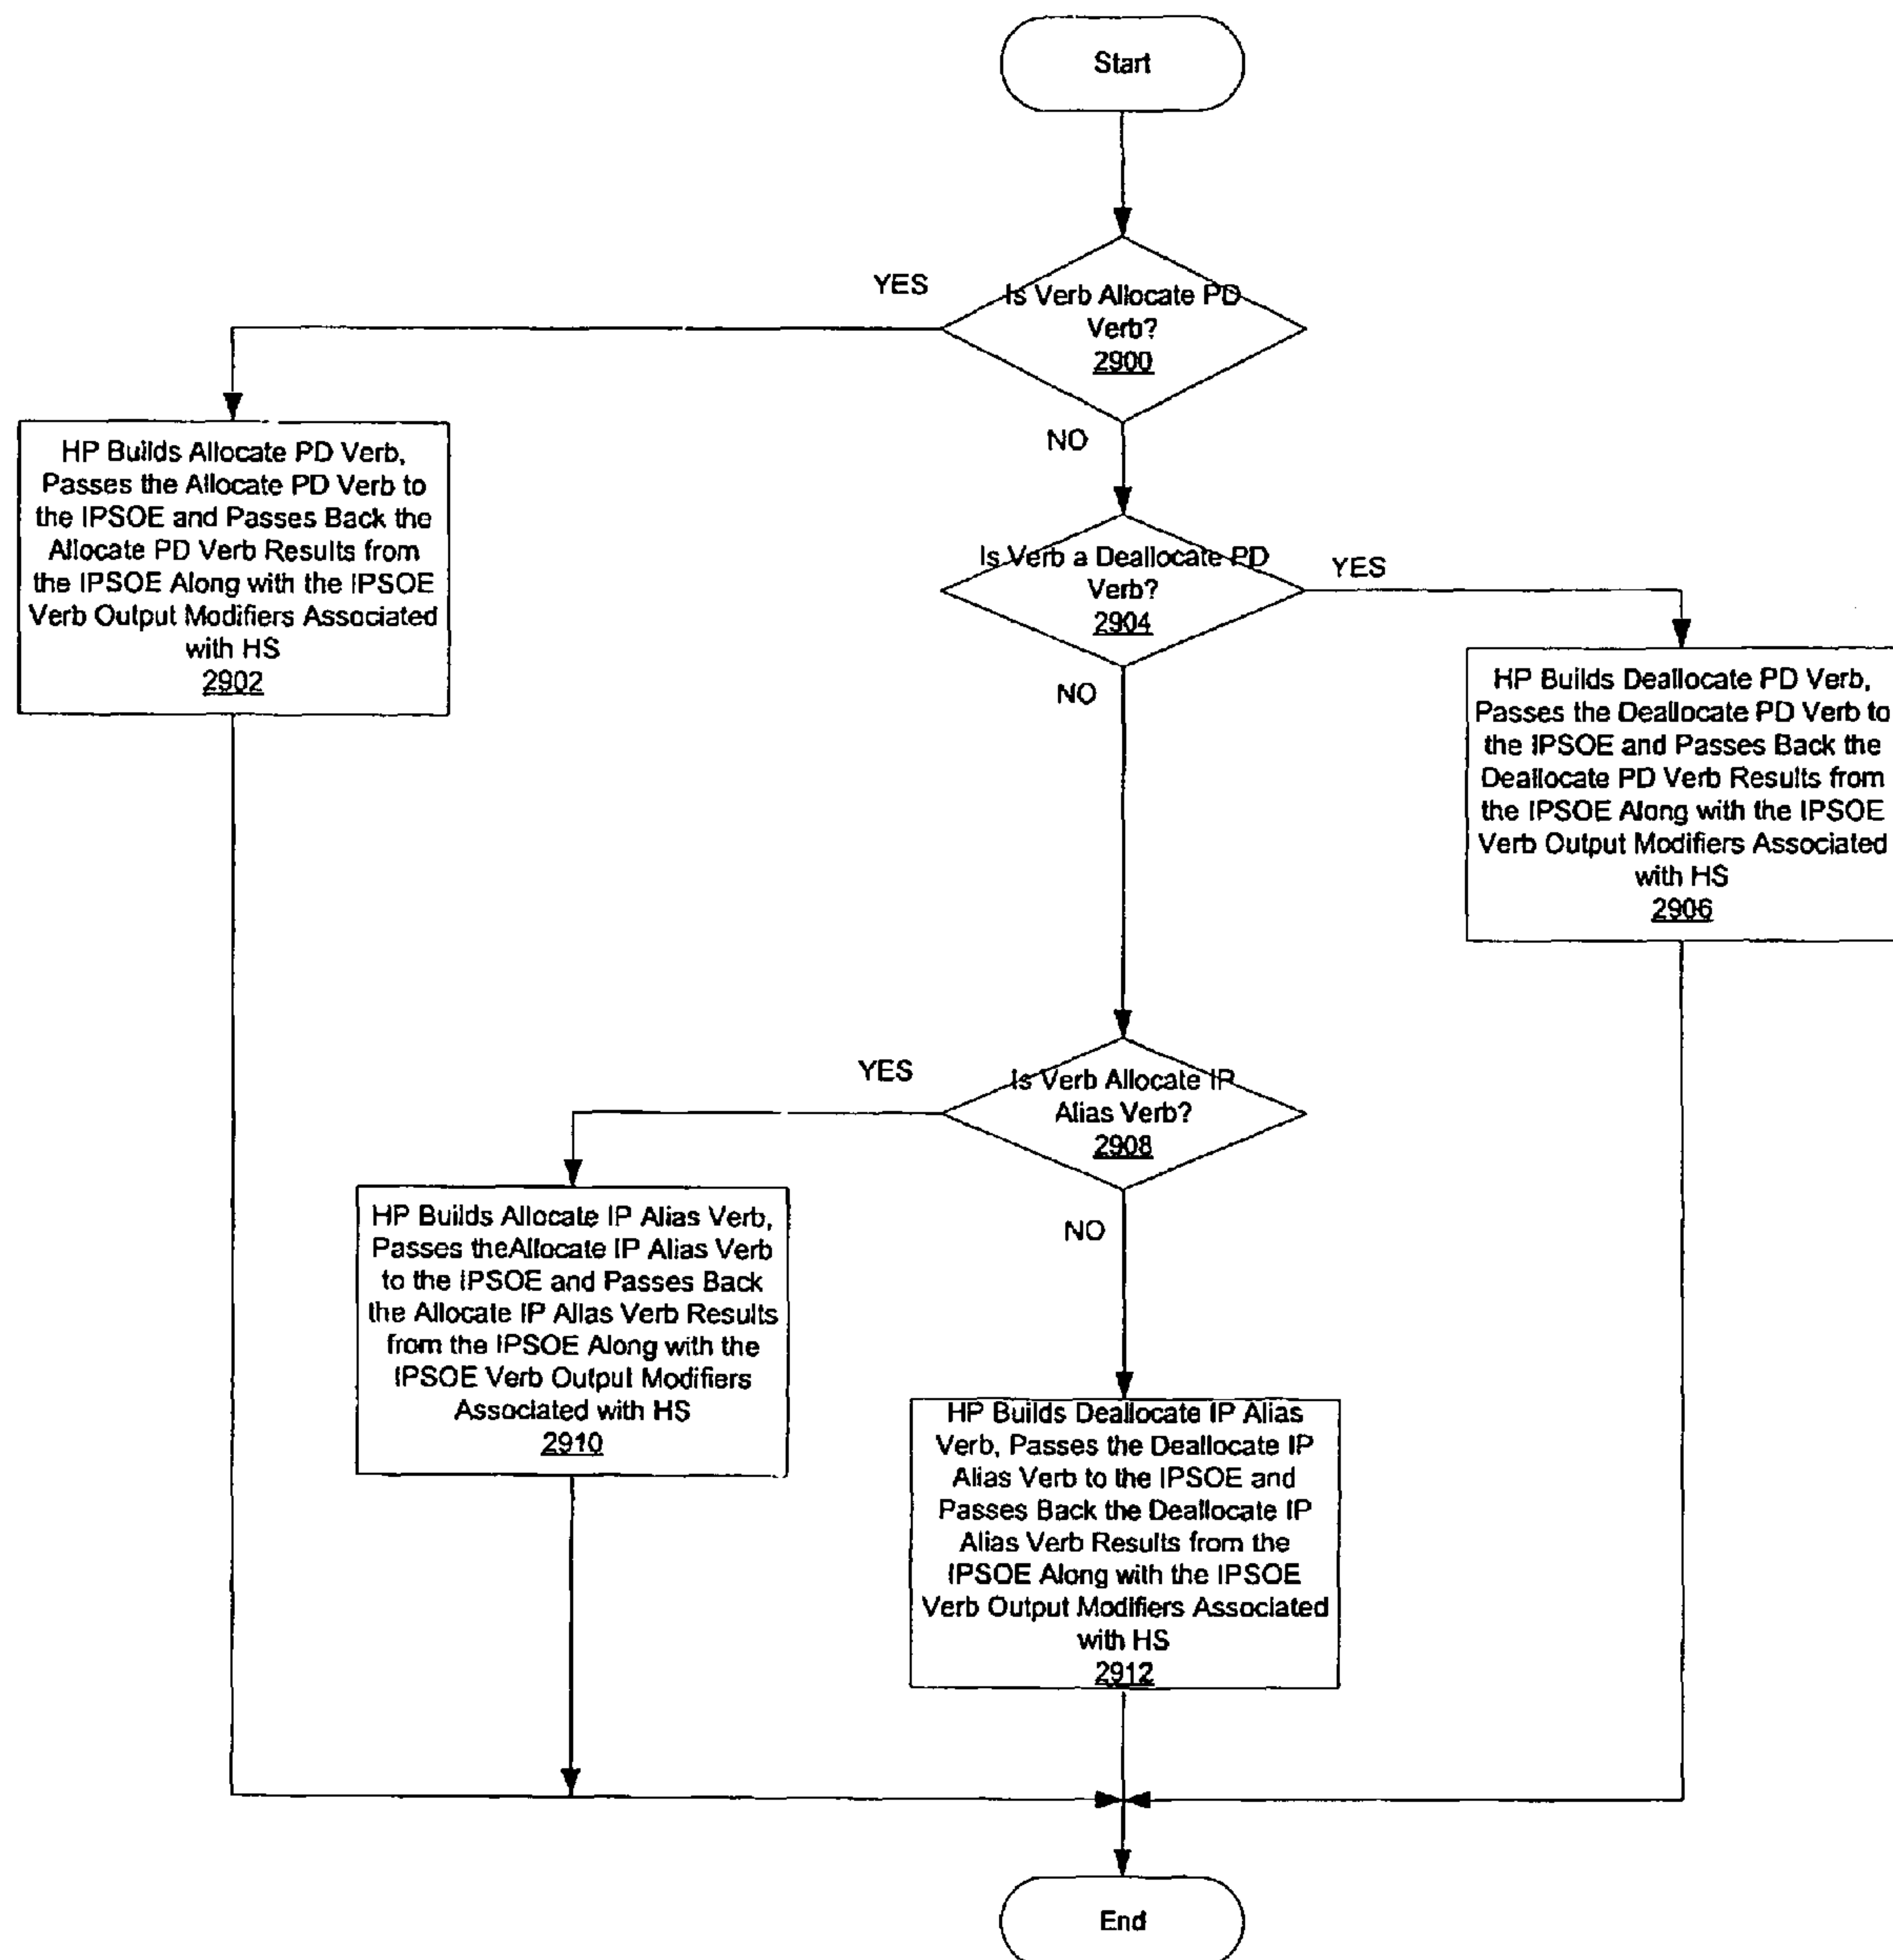 Start
Is Verb Allocate PD
Verb?
2900
YES
NO
HP Builds Allocate PD Verb,
Passes the Allocate PD Verb to
the IPSOE and Passes Back the
Allocate PD Verb Results from
the IPSOE Along with the IPSOE
Verb Output Modifiers Associated
with HS
2902
Is Verb a Deallocate PD
Verb?
2904
YES
NO
HP Builds Deallocate PD Verb,
Passes the Deallocate PD Verb to
the IPSOE and Passes Back the
Deallocate PD Verb Results from
the IPSOE Along with the IPSOE
Verb Output Modifiers Associated
with HS
2906
Is Verb Allocate IP
Alias Verb?
2908
YES
NO
HP Builds Allocate IP Alias Verb,
Passes theAllocate IP Alias Verb
to the IPSOE and Passes Back
the Allocate IP Alias Verb Results
from the IPSOE Along with the
IPSOE Verb Output Modifiers
Associated with HS
2910
HP Builds Deallocate IP Alias
Verb, Passes the Deallocate IP
Alias Verb to the IPSOE and
Passes Back the Deallocate IP
Alias Verb Results from the
IPSOE Along with the IPSOE
Verb Output Modifiers Associated
with HS
2912
End